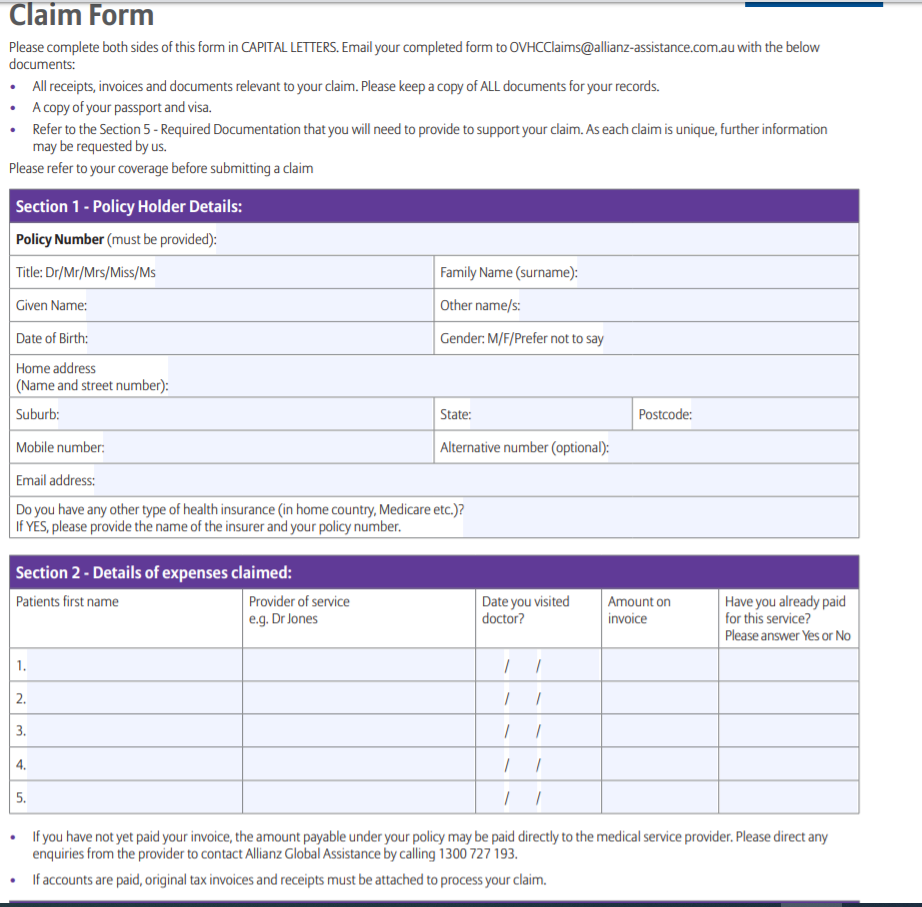 Claim Form
Please complete both sides of this form in CAPITAL LETTERS. Email your completed form to OVHCClaims@allianz-assistance.com.au with the below
documents:
• All receipts, invoices and documents relevant to your claim. Please keep a copy of ALL documents for your records.
• A copy of your passport and visa.
• Refer to the Section 5 - Required Documentation that you will need to provide to support your claim. As each claim is unique, further information
may be requested by us.
Please refer to your coverage before submitting a claim
Section 1 - Policy Holder Details:
Policy Number (must be provided):
Title: Dr/Mr/Mrs/Miss/Ms
Family Name (surname):
Given Name:
Other name/s:
Date of Birth:
Gender: M/F/Prefer not to say
Home address
(Name and street number):
Suburb:
State:
Postcode:
Mobile number:
Alternative number (optional):
Email address:
Do you have any other type of health insurance (in home country, Medicare etc.)?
If YES, please provide the name of the insurer and your policy number.
Section 2 - Details of expenses claimed:
Patients first name
Provider of service
e.g. Dr Jones
Date you visited
doctor?
Amount on
invoice
Have you already paid
for this service?
Please answer Yes or No
1. / /
2. / /
3. / /
4. / /
5. / /
• If you have not yet paid your invoice, the amount payable under your policy may be paid directly to the medical service provider. Please direct any
enquiries from the provider to contact Allianz Global Assistance by calling 1300 727 193.
• If accounts are paid, original tax invoices and receipts must be attached to process your claim.